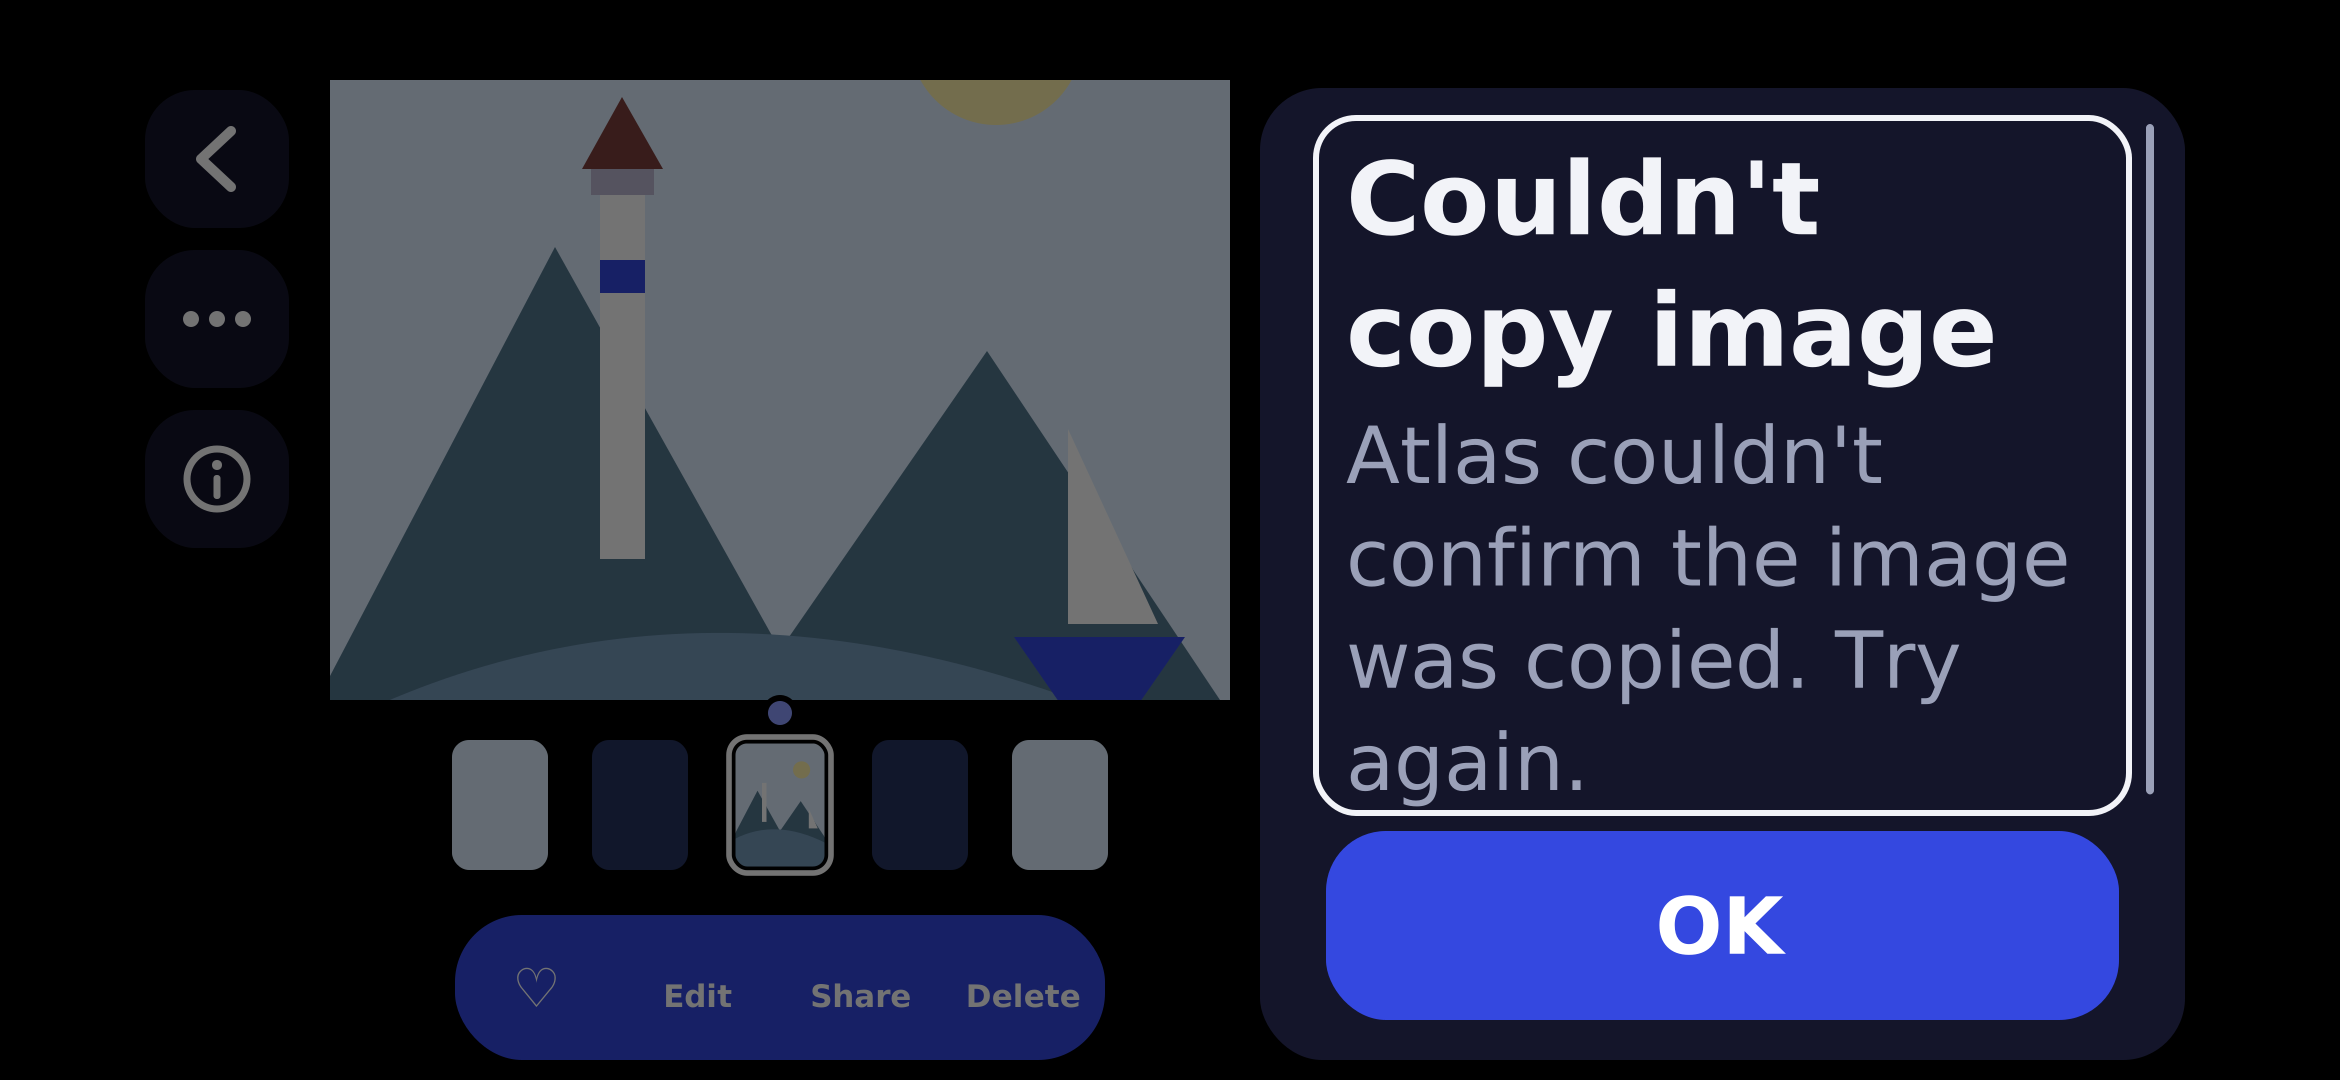 Couldn't
copy image
Atlas couldn't
confirm the image
was copied. Try
again.
OK
Edit Share Delete